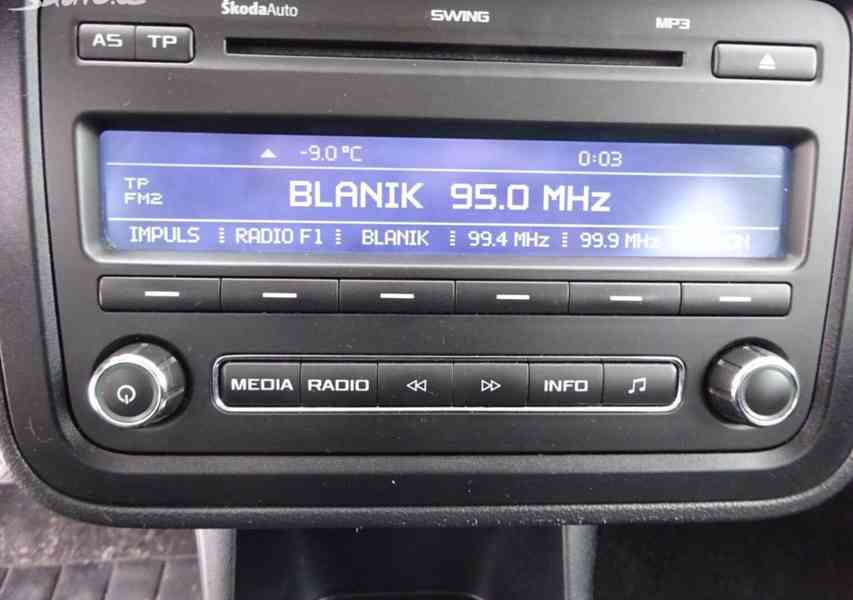 ŠkodaAuto SWING MP3
AS TP
-9.0 °C 0:03
TP
FM2
BLANIK 95.0 MHz
IMPULS RADIO F1 BLANIK 99.4 MHz 99.9 MHz
MEDIA RADIO INFO